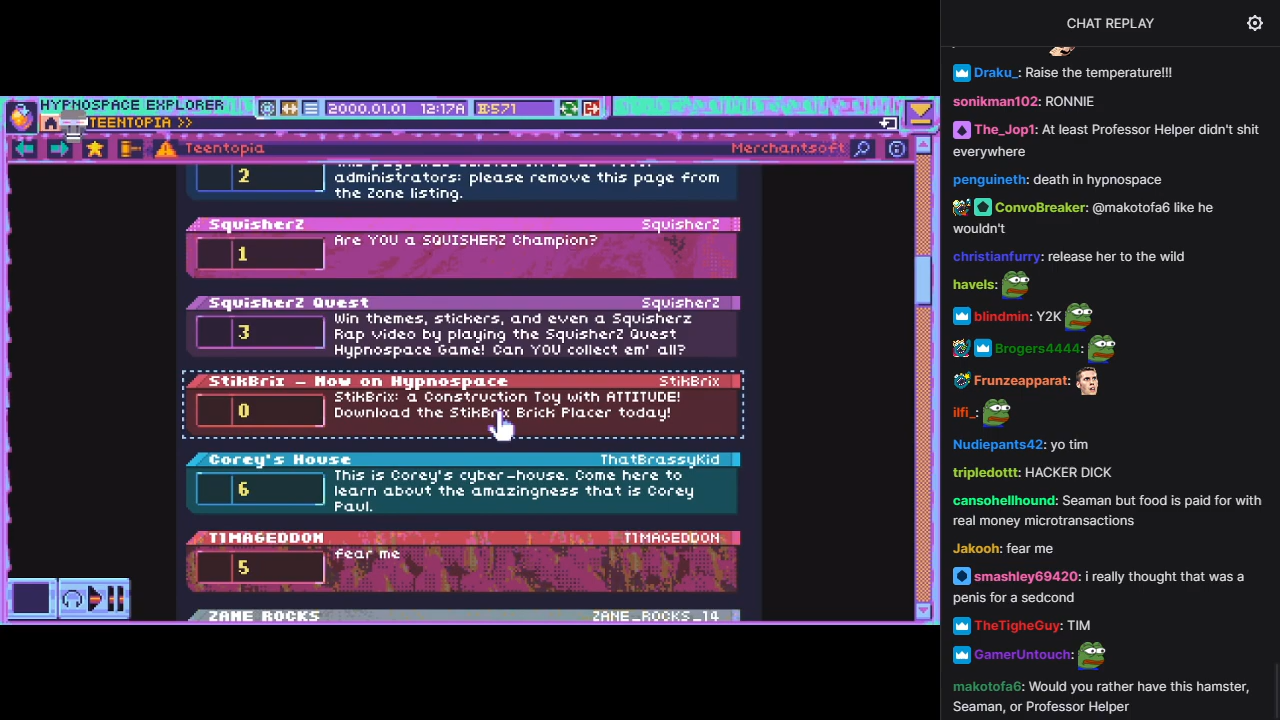 HYPNOSPACE EXPLORER
2000.01.01 12:17A
571
TEENTOPIA >>
Teentopia
Merchantsoft
2
administrators: please remove this page from
the Zone listing.
SquisherZ
SquisherZ
1
Are YOU a SQUISHERZ Champion?
SquisherZ Quest
SquisherZ
3
Win themes, stickers, and even a Squisherz
Rap video by playing the SquisherZ Quest
Hypnospace Game! Can YOU collect em' all?
StikBrix - Now on Hypnospace
StikBrix
0
StikBrix: a Construction Toy with ATTITUDE!
Download the StikBrix Brick Placer today!
Corey's House
ThatBrassyKid
6
This is Corey's cyber-house. Come here to
learn about the amazingness that is Corey
Paul.
T1MAGEDDON
T1MAGEDDON
5
fear me
ZANE ROCKS
ZANE_ROCKS_14
CHAT REPLAY
Draku_: Raise the temperature!!!
sonikman102: RONNIE
The_Jop1: At least Professor Helper didn't shit
everywhere
penguineth: death in hypnospace
ConvoBreaker: @makotofa6 like he
wouldn't
christianfurry: release her to the wild
havels:
blindmin: Y2K
Brogers4444:
Frunzeapparat:
ilfi_:
Nudiepants42: yo tim
tripledottt: HACKER DICK
cansohellhound: Seaman but food is paid for with
real money microtransactions
Jakooh: fear me
smashley69420: i really thought that was a
penis for a sedcond
TheTigheGuy: TIM
GamerUntouch:
makotofa6: Would you rather have this hamster,
Seaman, or Professor Helper